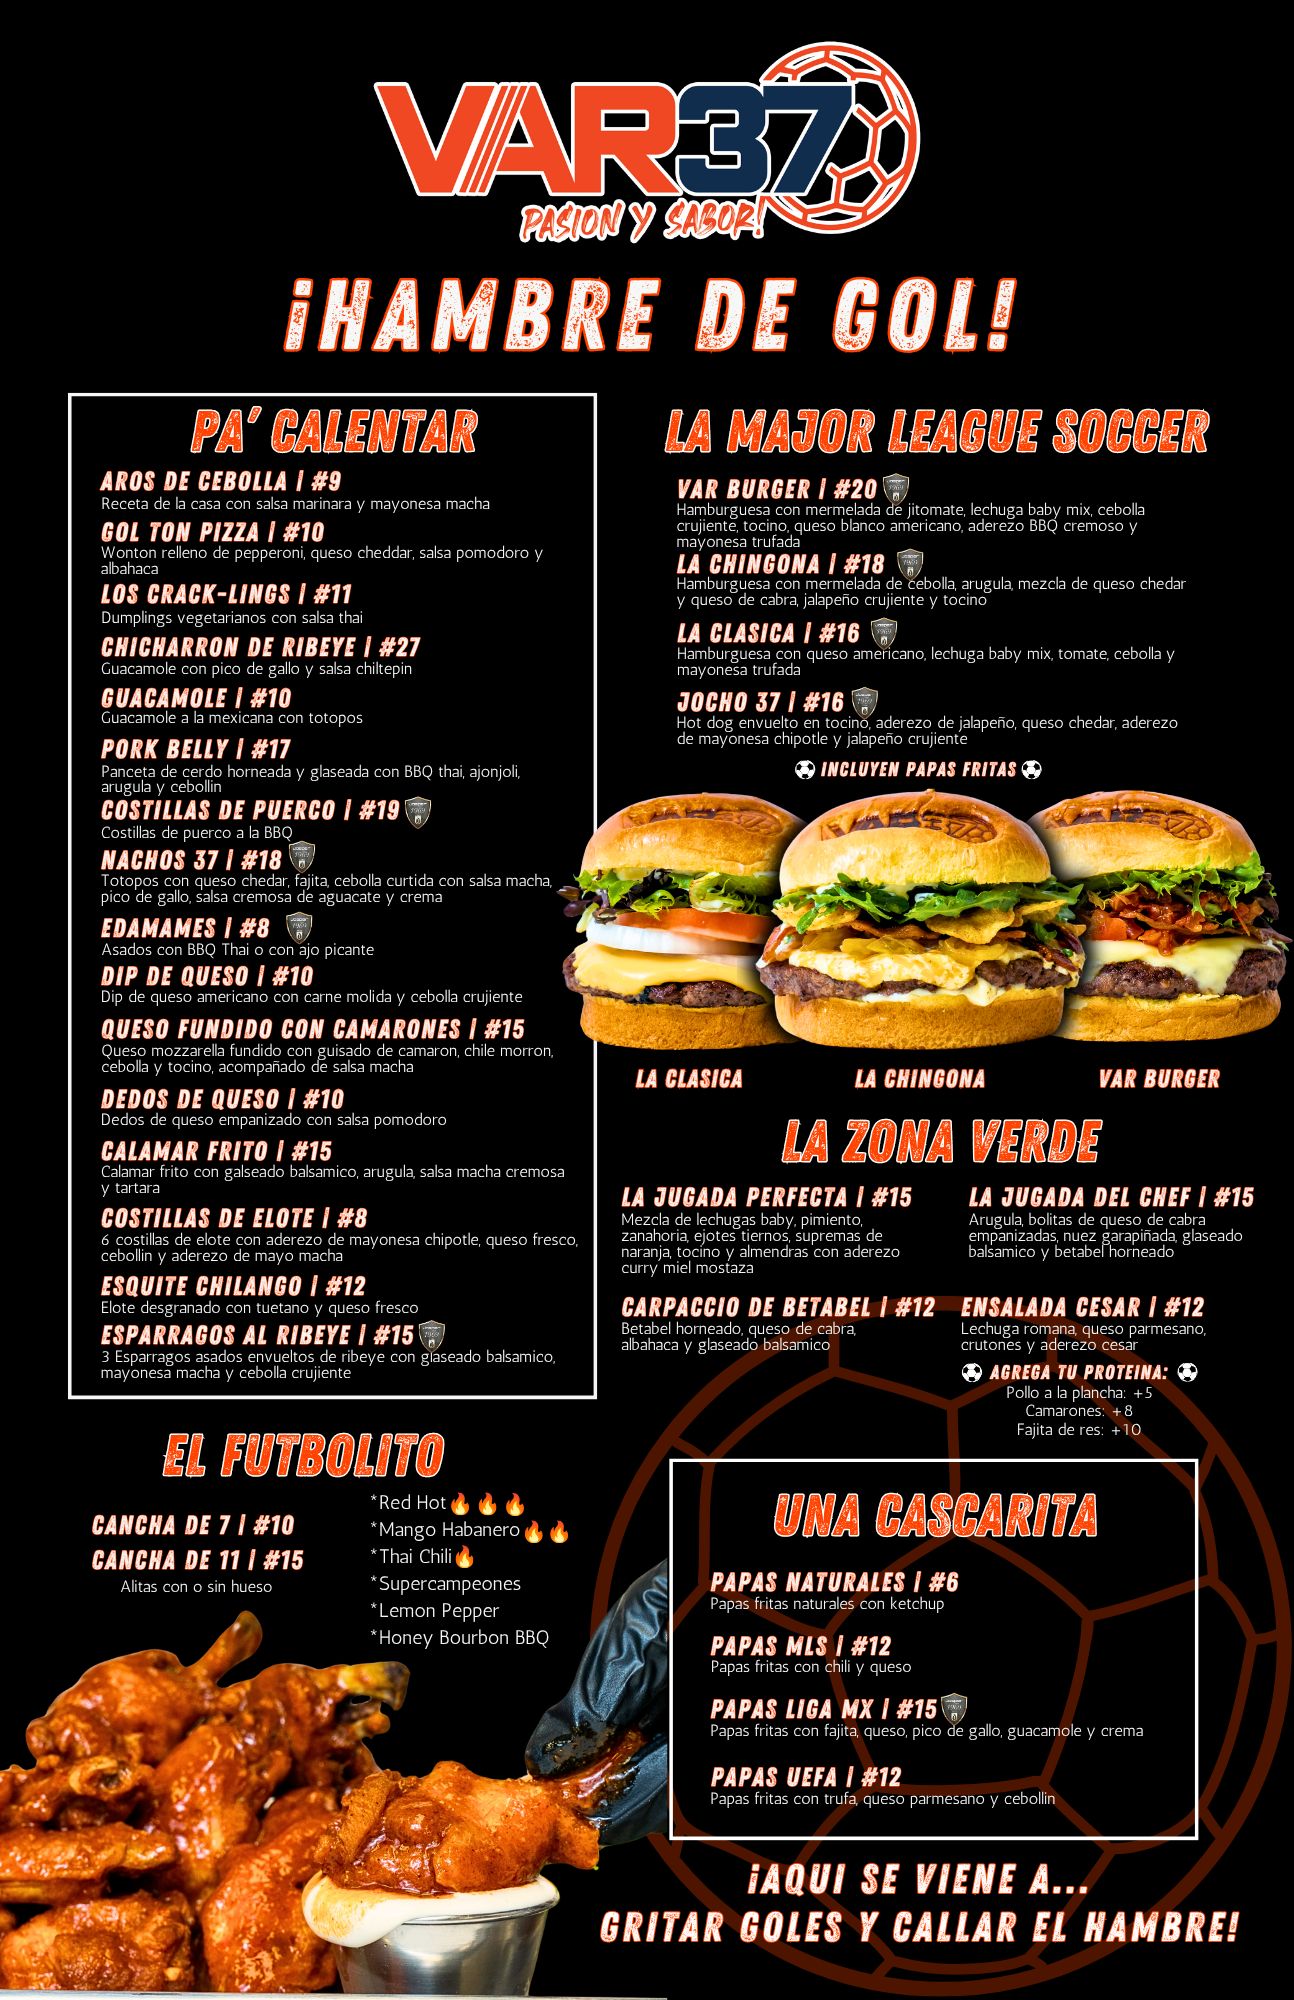 VAR37
PASION Y SABOR!
¡HAMBRE DE GOL!
PA' CALENTAR
AROS DE CEBOLLA | #9
Receta de la casa con salsa marinara y mayonesa macha
GOL TON PIZZA | #10
Wonton relleno de pepperoni, queso cheddar, salsa pomodoro y
albahaca
LOS CRACK-LINGS | #11
Dumplings vegetarianos con salsa thai
CHICHARRON DE RIBEYE | #27
Guacamole con pico de gallo y salsa chiltepin
GUACAMOLE | #10
Guacamole a la mexicana con totopos
PORK BELLY | #17
Panceta de cerdo horneada y glaseada con BBQ thai, ajonjoli,
arugula y cebollin
COSTILLAS DE PUERCO | #19
Costillas de puerco a la BBQ
NACHOS 37 | #18
Totopos con queso chedar, fajita, cebolla curtida con salsa macha,
pico de gallo, salsa cremosa de aguacate y crema
EDAMAMES | #8
Asados con BBQ Thai o con ajo picante
DIP DE QUESO | #10
Dip de queso americano con carne molida y cebolla crujiente
QUESO FUNDIDO CON CAMARONES | #15
Queso mozzarella fundido con guisado de camaron, chile morron,
cebolla y tocino, acompañado de salsa macha
DEDOS DE QUESO | #10
Dedos de queso empanizado con salsa pomodoro
CALAMAR FRITO | #15
Calamar frito con galseado balsamico, arugula, salsa macha cremosa
y tartara
COSTILLAS DE ELOTE | #8
6 costillas de elote con aderezo de mayonesa chipotle, queso fresco,
cebollin y aderezo de mayo macha
ESQUITE CHILANGO | #12
Elote desgranado con tuetano y queso fresco
ESPARRAGOS AL RIBEYE | #15
3 Esparragos asados envueltos de ribeye con glaseado balsamico,
mayonesa macha y cebolla crujiente
LA MAJOR LEAGUE SOCCER
VAR BURGER | #20
Hamburguesa con mermelada de jitomate, lechuga baby mix, cebolla
crujiente, tocino, queso blanco americano, aderezo BBQ cremoso y
mayonesa trufada
LA CHINGONA | #18
Hamburguesa con mermelada de cebolla, arugula, mezcla de queso chedar
y queso de cabra, jalapeño crujiente y tocino
LA CLASICA | #16
Hamburguesa con queso americano, lechuga baby mix, tomate, cebolla y
mayonesa trufada
JOCHO 37 | #16
Hot dog envuelto en tocino, aderezo de jalapeño, queso chedar, aderezo
de mayonesa chipotle y jalapeño crujiente
INCLUYEN PAPAS FRITAS
LA CLASICA
LA CHINGONA
VAR BURGER
LA ZONA VERDE
LA JUGADA PERFECTA | #15
Mezcla de lechugas baby, pimiento,
zanahoria, ejotes tiernos, supremas de
naranja, tocino y almendras con aderezo
curry miel mostaza
LA JUGADA DEL CHEF | #15
Arugula, bolitas de queso de cabra
empanizadas, nuez garapiñada, glaseado
balsamico y betabel horneado
CARPACCIO DE BETABEL | #12
Betabel horneado, queso de cabra,
albahaca y glaseado balsamico
ENSALADA CESAR | #12
Lechuga romana, queso parmesano,
crutones y aderezo cesar
AGREGA TU PROTEINA:
Pollo a la plancha: +5
Camarones: +8
Fajita de res: +10
EL FUTBOLITO
CANCHA DE 7 | #10
CANCHA DE 11 | #15
Alitas con o sin hueso
*Red Hot🔥🔥🔥
*Mango Habanero🔥🔥
*Thai Chili🔥
*Supercampeones
*Lemon Pepper
*Honey Bourbon BBQ
UNA CASCARITA
PAPAS NATURALES | #6
Papas fritas naturales con ketchup
PAPAS MLS | #12
Papas fritas con chili y queso
PAPAS LIGA MX | #15
Papas fritas con fajita, queso, pico de gallo, guacamole y crema
PAPAS UEFA | #12
Papas fritas con trufa, queso parmesano y cebollin
¡AQUI SE VIENE A...
GRITAR GOLES Y CALLAR EL HAMBRE!